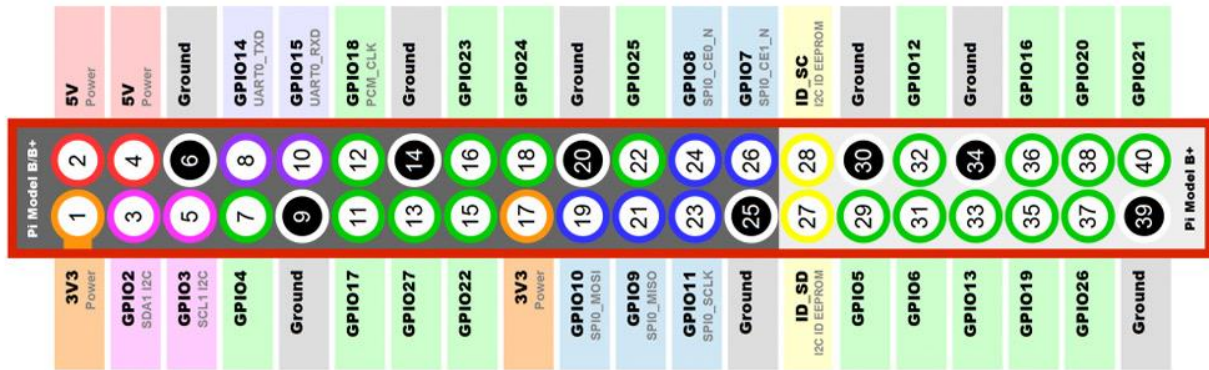 5V
Power
5V
Power
Ground
GPIO14
UART0_TXD
GPIO15
UART0_RXD
GPIO18
PCM_CLK
Ground
GPIO23
GPIO24
Ground
GPIO25
GPIO8
SPI0_CE0_N
GPIO7
SPI0_CE1_N
ID_SC
I2C ID EEPROM
Ground
GPIO12
Ground
GPIO16
GPIO20
GPIO21
Pi Model B/B+
2 4 6 8 10 12 14 16 18 20 22 24 26 28 30 32 34 36 38 40
1 3 5 7 9 11 13 15 17 19 21 23 25 27 29 31 33 35 37 39
Pi Model B+
3V3
Power
GPIO2
SDA1 I2C
GPIO3
SCL1 I2C
GPIO4
Ground
GPIO17
GPIO27
GPIO22
3V3
Power
GPIO10
SPI0_MOSI
GPIO9
SPI0_MISO
GPIO11
SPI0_SCLK
Ground
ID_SD
I2C ID EEPROM
GPIO5
GPIO6
GPIO13
GPIO19
GPIO26
Ground